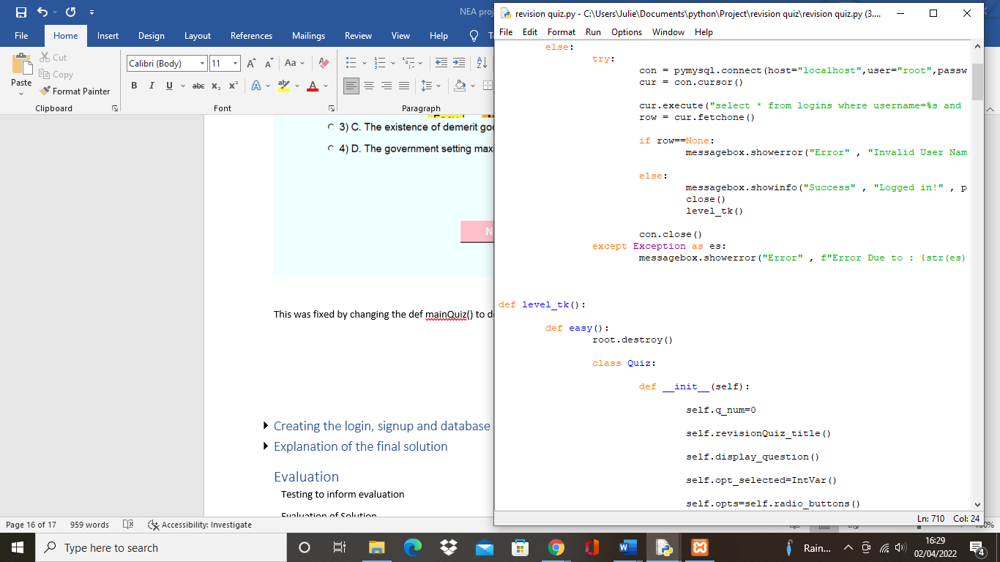 NEA proj
File Home Insert Design Layout References Mailings Review View Help
Cut
Copy
Paste
Format Painter
Clipboard
Calibri (Body) 11
Font
Paragraph
3) C. The existence of demerit goo
4) D. The government setting max
N
This was fixed by changing the def mainQuiz() to de
Creating the login, signup and database
Explanation of the final solution
Evaluation
Testing to inform evaluation
Evaluation of Solution
Page 16 of 17 959 words Accessibility: Investigate
revision quiz.py - C:\Users\Julie\Documents\python\Project\revision quiz\revision quiz.py (3....
File Edit Format Run Options Window Help
else:
try:
con = pymysql.connect(host="localhost",user="root",passw
cur = con.cursor()
cur.execute("select * from logins where username=%s and
row = cur.fetchone()
if row==None:
messagebox.showerror("Error" , "Invalid User Nam
else:
messagebox.showinfo("Success" , "Logged in!" , p
close()
level_tk()
con.close()
except Exception as es:
messagebox.showerror("Error" , f"Error Due to : {str(es)
def level_tk():
def easy():
root.destroy()
class Quiz:
def __init__(self):
self.q_num=0
self.revisionQuiz_title()
self.display_question()
self.opt_selected=IntVar()
self.opts=self.radio_buttons()
Ln: 710 Col: 24
Type here to search
Rain...
16:29
02/04/2022
4